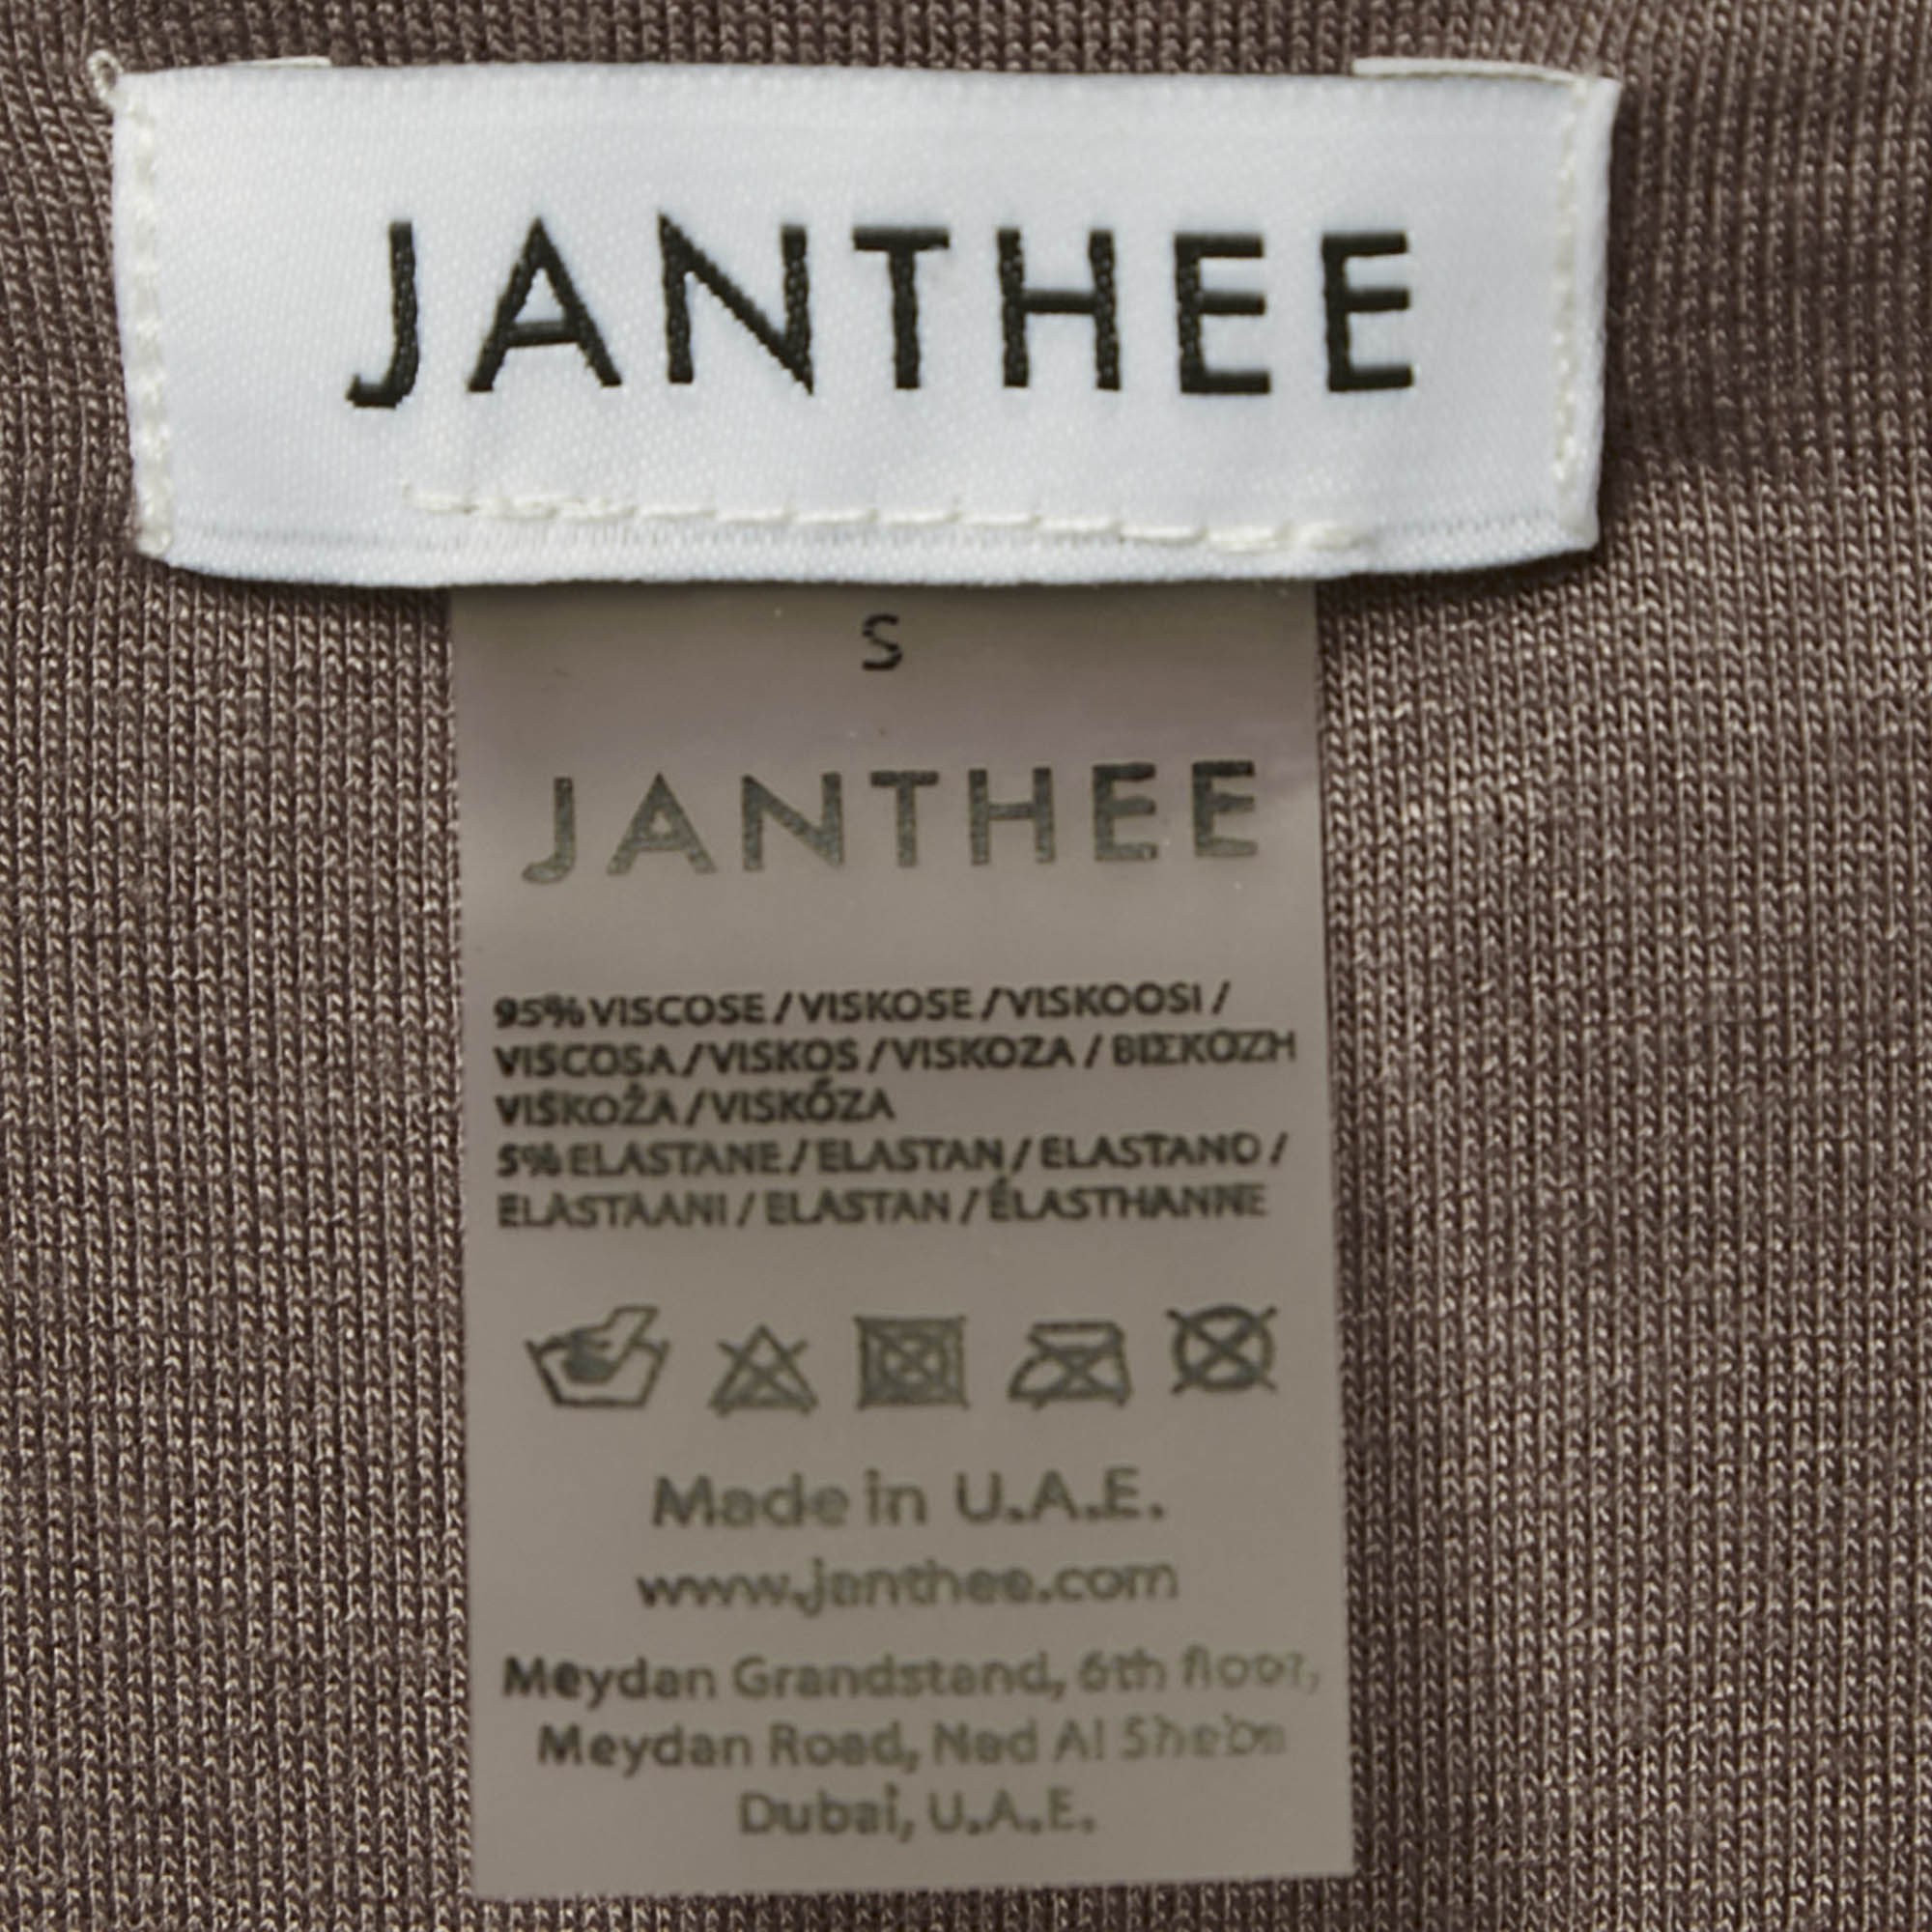 JANTHEE
S
JANTHEE
95% VISCOSE / VISKOSE / VISKOOSI /
VISCOSA / VISKOS / VISKOZA / ΒΙΣΚΟΖΗ
VIŠKOŽA / VISKÓZA
5% ELASTANE / ELASTAN / ELASTANO /
ELASTAANI / ELASTAN / ÉLASTHANNE
Made in U.A.E.
www.janthee.com
Meydan Grandstand, 6th floor,
Meydan Road, Nad Al Sheba
Dubai, U.A.E.